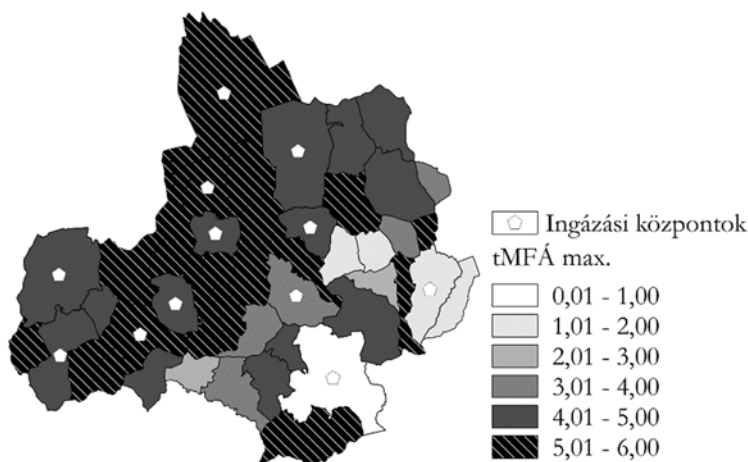 Ingázási központok
tMFÁ max.
0,01 - 1,00
1,01 - 2,00
2,01 - 3,00
3,01 - 4,00
4,01 - 5,00
5,01 - 6,00